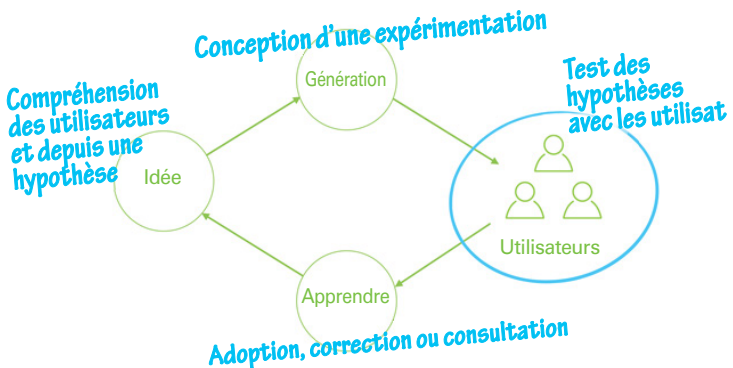 Conception d'une expérimentation
Génération
Test des
hypothèses
avec les utilisat
Compréhension
des utilisateurs
et depuis une
hypothèse
Idée
Utilisateurs
Apprendre
Adoption, correction ou consultation